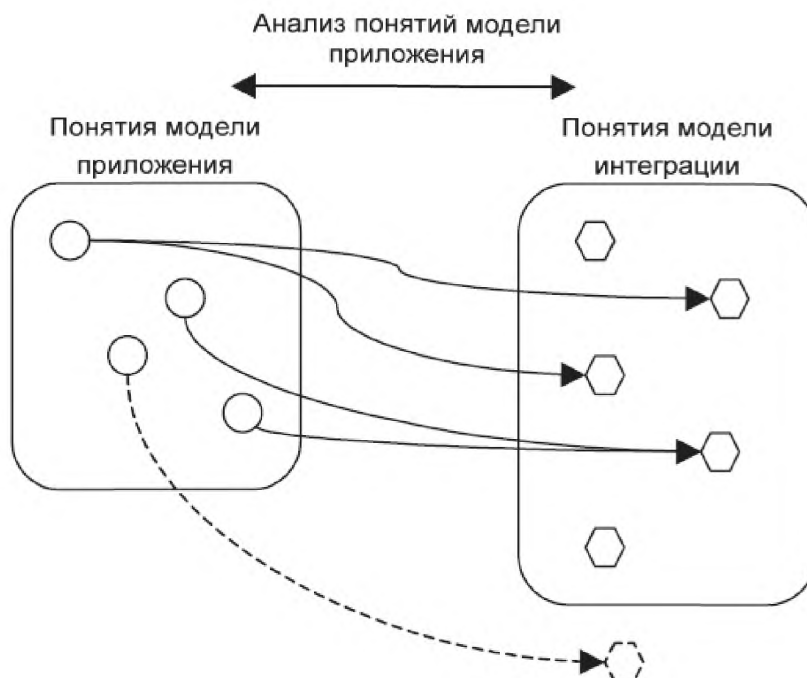 Анализ понятий модели
приложения
Понятия модели
приложения
Понятия модели
интеграции